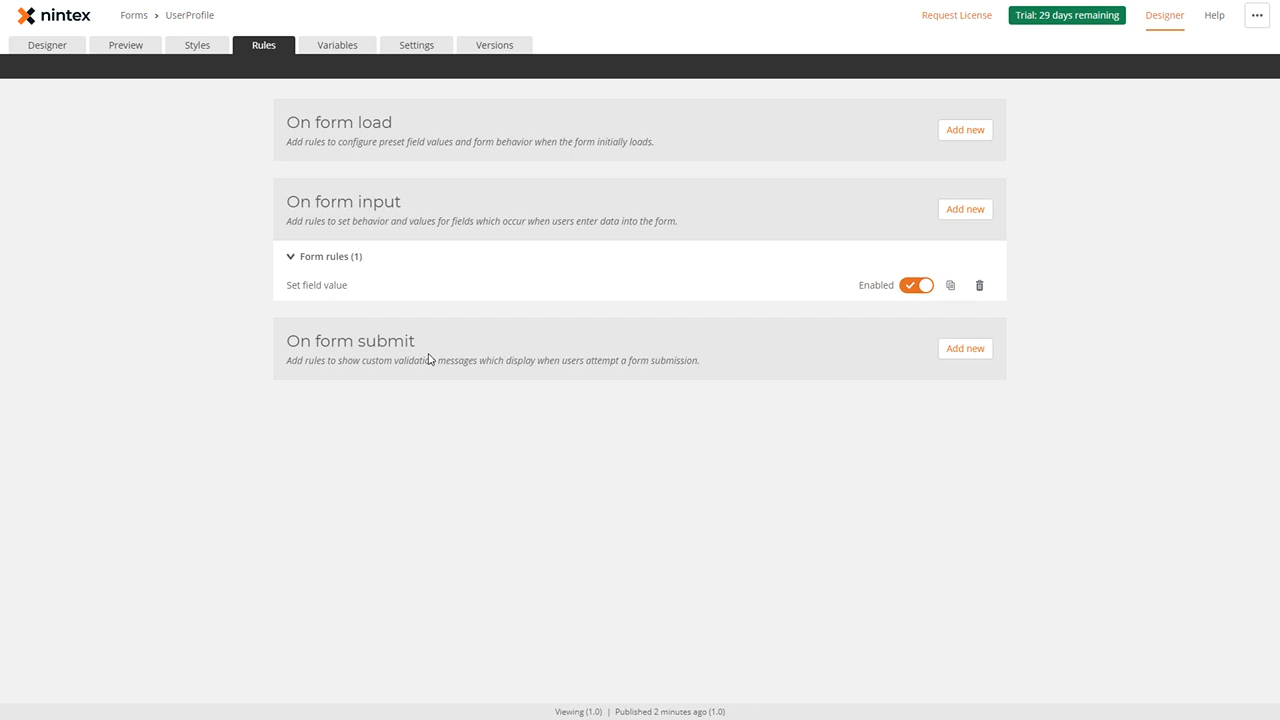 nintex
Forms > UserProfile
Request License
Trial: 29 days remaining
Designer
Help
Designer
Preview
Styles
Rules
Variables
Settings
Versions
On form load
Add rules to configure preset field values and form behavior when the form initially loads.
Add new
On form input
Add rules to set behavior and values for fields which occur when users enter data into the form.
Add new
Form rules (1)
Set field value
Enabled
On form submit
Add rules to show custom validation messages which display when users attempt a form submission.
Add new
Viewing (1.0) | Published 2 minutes ago (1.0)